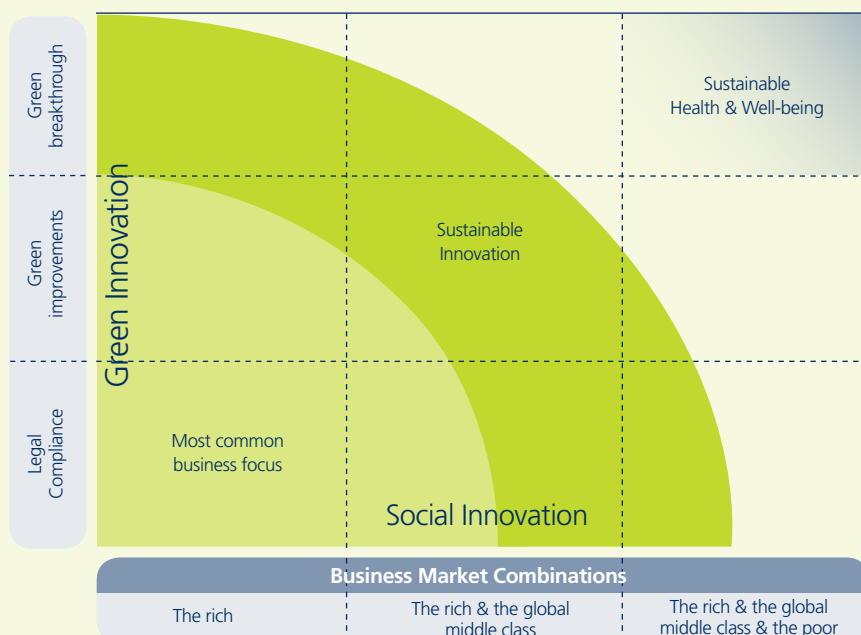 Green
breakthrough
Green
improvements
Legal
Compliance
Green Innovation
Sustainable
Health & Well-being
Sustainable
Innovation
Most common
business focus
Social Innovation
Business Market Combinations
The rich
The rich & the global
middle class
The rich & the global
middle class & the poor